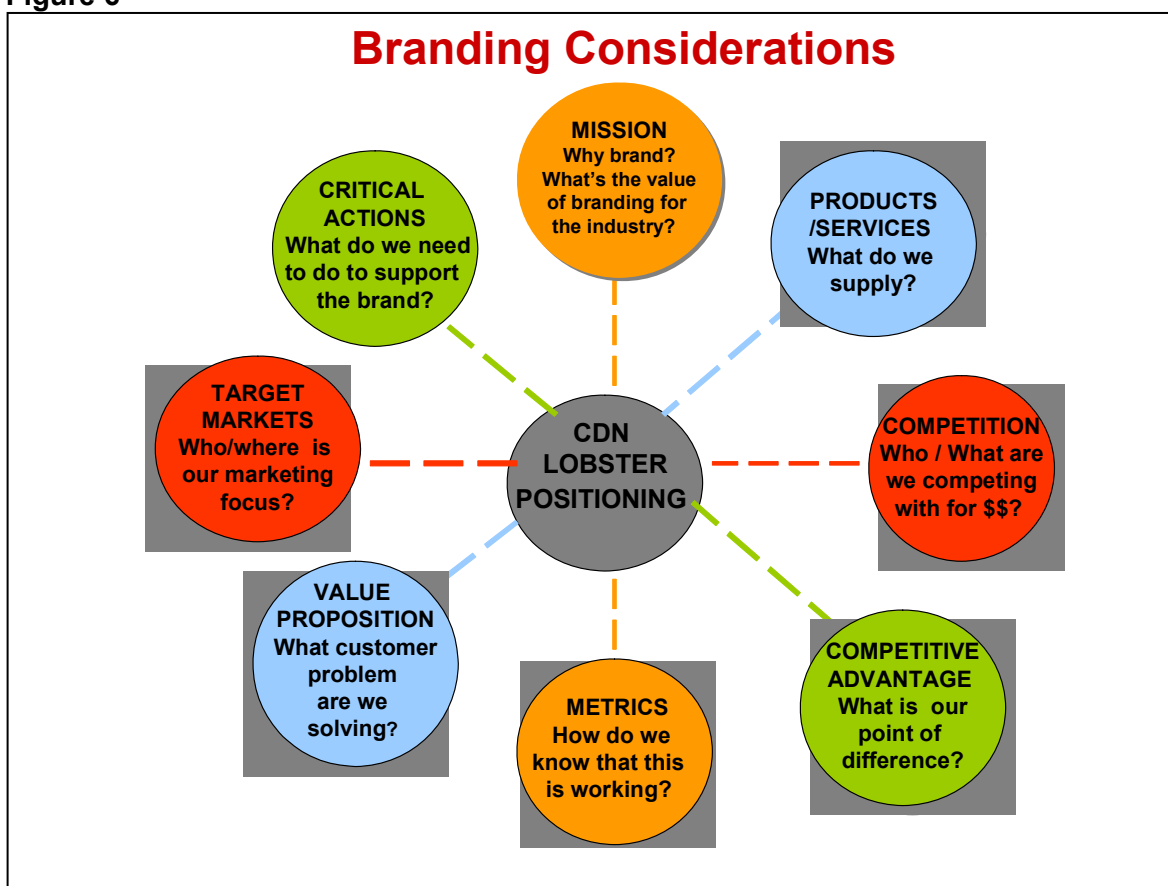 Branding Considerations
MISSION
Why brand?
What's the value
of branding for
the industry?
PRODUCTS
/SERVICES
What do we
supply?
COMPETITION
Who / What are
we competing
with for $$?
COMPETITIVE
ADVANTAGE
What is our
point of
difference?
METRICS
How do we
know that this
is working?
VALUE
PROPOSITION
What customer
problem
are we
solving?
TARGET
MARKETS
Who/where is
our marketing
focus?
CRITICAL
ACTIONS
What do we need
to do to support
the brand?
CDN
LOBSTER
POSITIONING